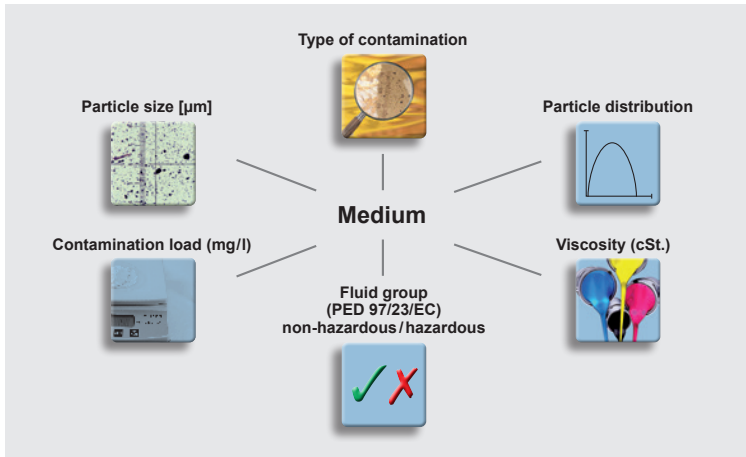 Type of contamination
Particle size [µm]
Particle distribution
Medium
Contamination load (mg/l)
Viscosity (cSt.)
Fluid group
(PED 97/23/EC)
non-hazardous/hazardous